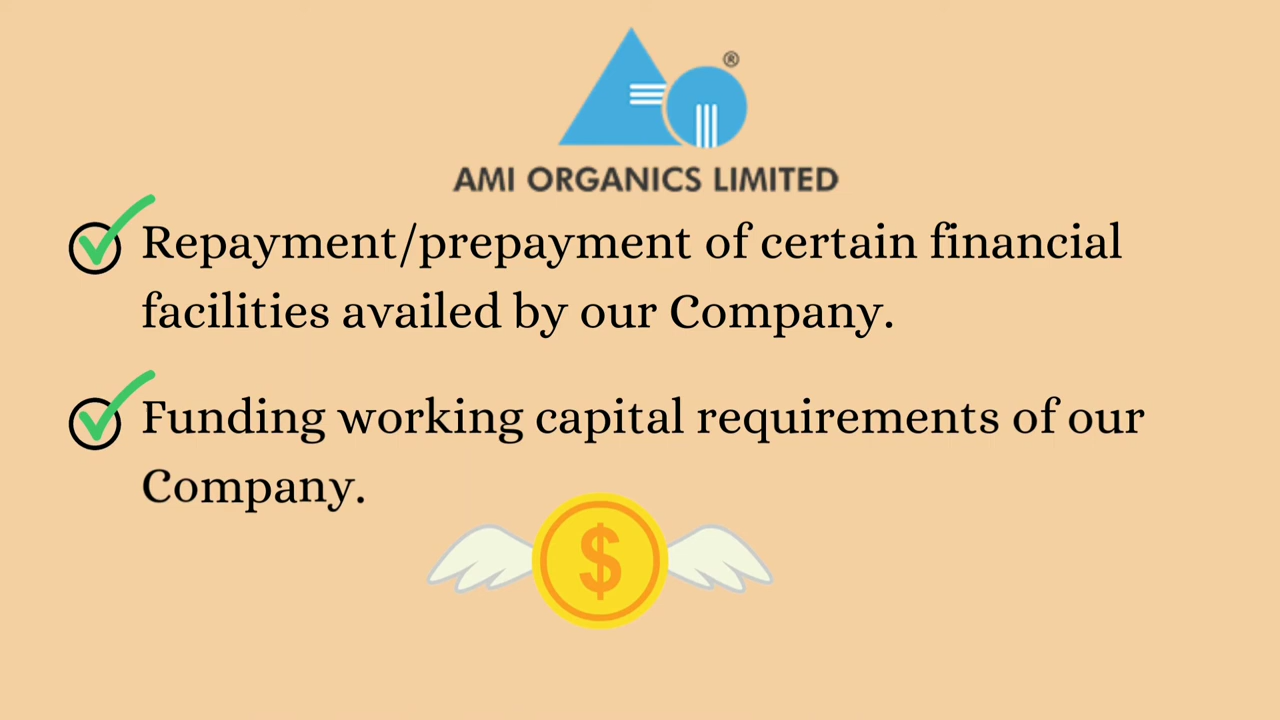 ®
AMI ORGANICS LIMITED
Repayment/prepayment of certain financial
facilities availed by our Company.
Funding working capital requirements of our
Company.
$